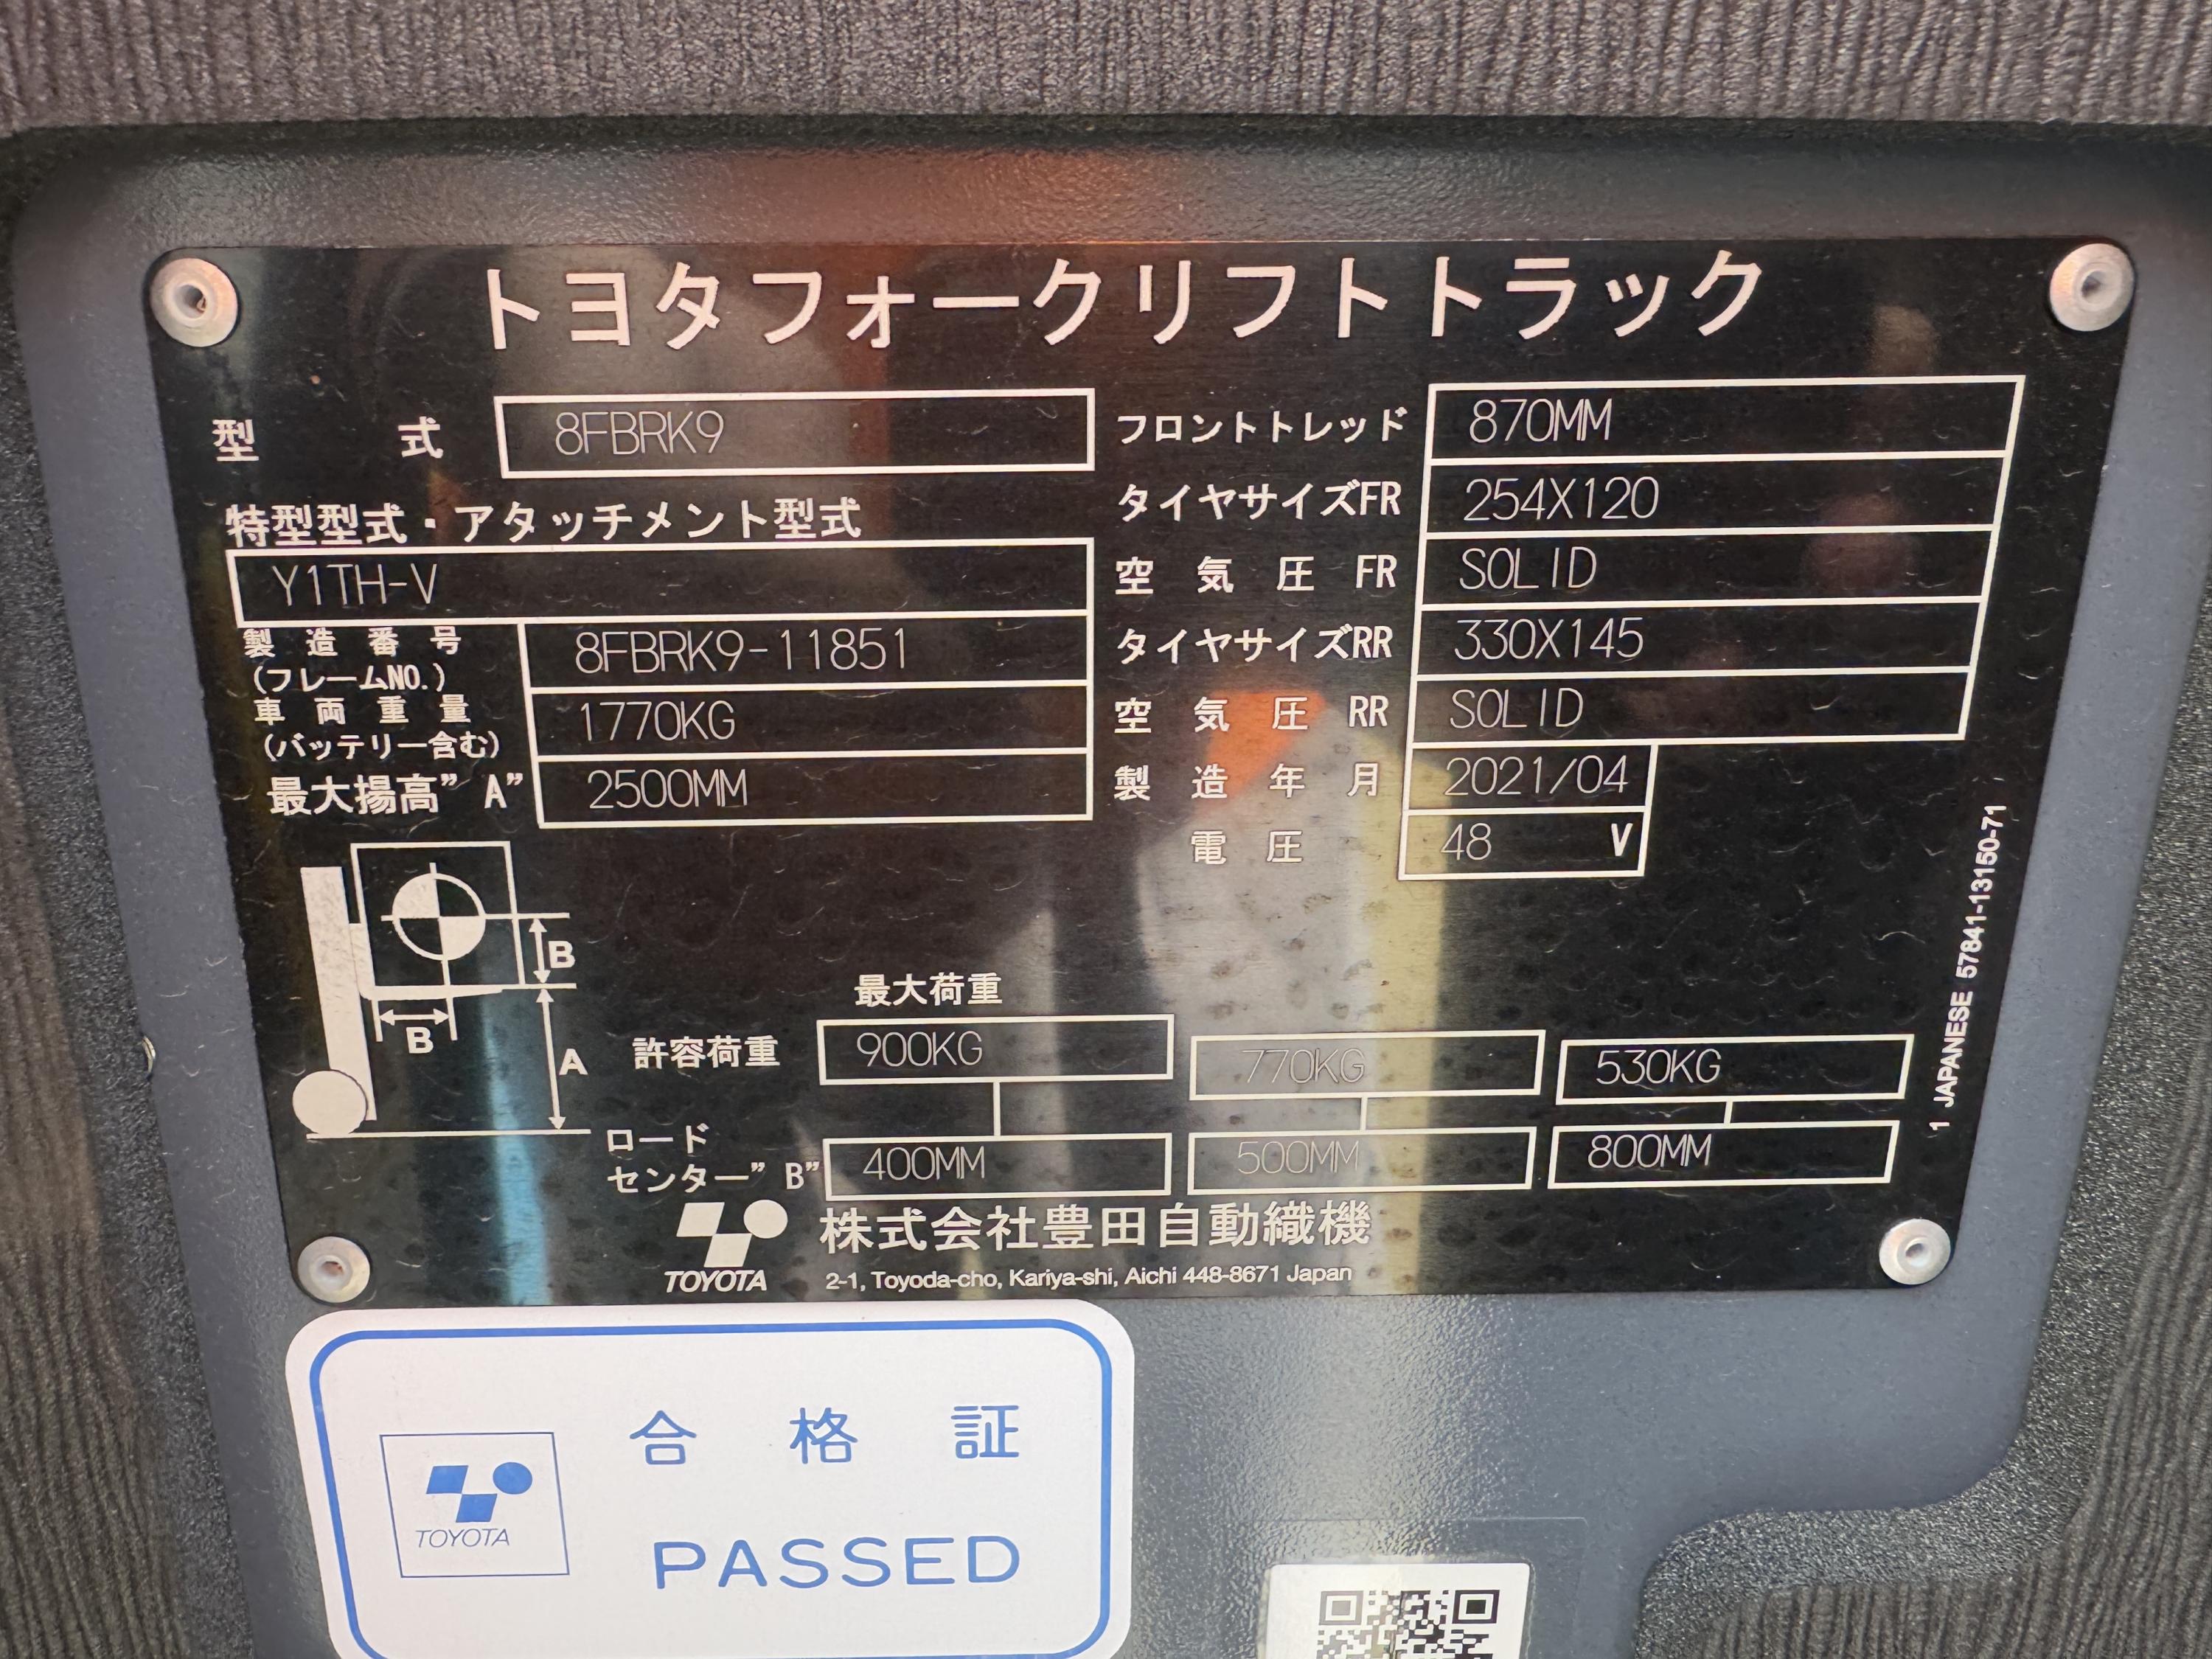 トヨタフォークリフトトラック
型 式 8FBRK9
特型型式・アタッチメント型式
Y1TH-V
製造番号 8FBRK9-11851
(フレームNO.)
車両重量 1770KG
(バッテリー含む)
最大揚高"A" 2500MM
フロントトレッド 870MM
タイヤサイズFR 254X120
空気圧 FR SOLID
タイヤサイズRR 330X145
空気圧 RR SOLID
製造年月 2021/04
電圧 48 V
B
B
A
最大荷重
許容荷重 900KG 770KG 530KG
ロード
センター"B" 400MM 500MM 800MM
TOYOTA
株式会社豊田自動織機
2-1, Toyoda-cho, Kariya-shi, Aichi 448-8671 Japan
1 JAPANESE 57641-13150-71
TOYOTA
合格証
PASSED